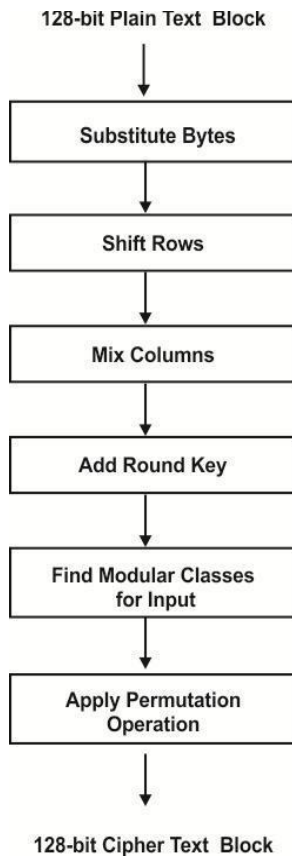 128-bit Plain Text Block
Substitute Bytes
Shift Rows
Mix Columns
Add Round Key
Find Modular Classes
for Input
Apply Permutation
Operation
128-bit Cipher Text Block